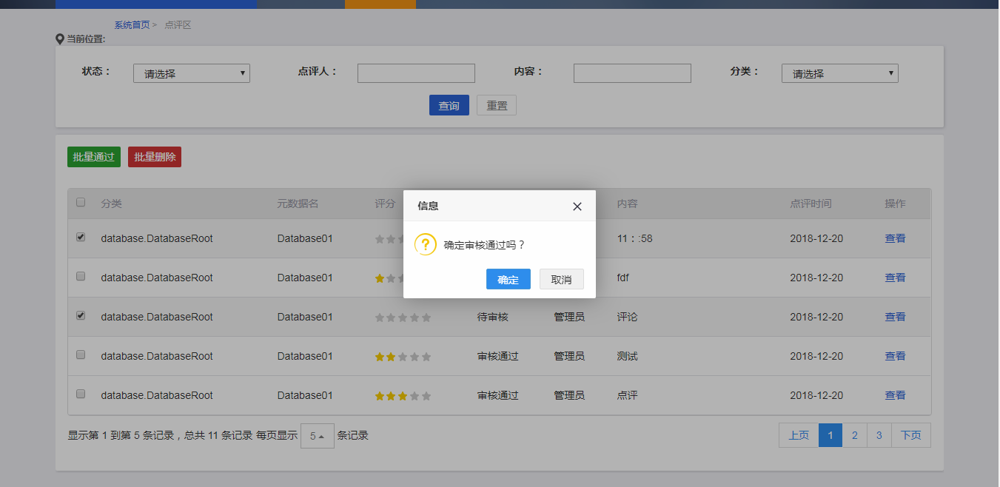 系统首页 > 点评区
当前位置:
状态： 请选择 点评人： 内容： 分类： 请选择
查询 重置
批量通过 批量删除
分类 元数据名 评分 内容 点评时间 操作
database.DatabaseRoot Database01 11：:58 2018-12-20 查看
database.DatabaseRoot Database01 fdf 2018-12-20 查看
database.DatabaseRoot Database01 待审核 管理员 评论 2018-12-20 查看
database.DatabaseRoot Database01 审核通过 管理员 测试 2018-12-20 查看
database.DatabaseRoot Database01 审核通过 管理员 点评 2018-12-20 查看
显示第 1 到第 5 条记录，总共 11 条记录 每页显示 5 条记录
上页 1 2 3 下页
信息
确定审核通过吗？
确定 取消